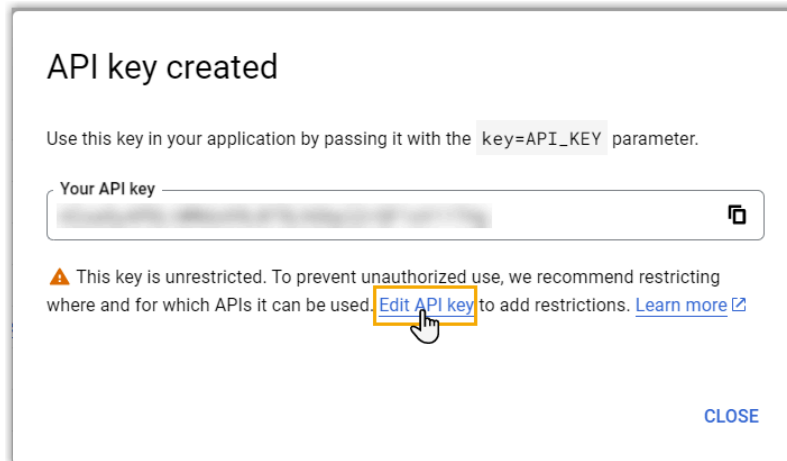 API key created
Use this key in your application by passing it with the key=API_KEY parameter.
Your API key
This key is unrestricted. To prevent unauthorized use, we recommend restricting
where and for which APIs it can be used. Edit API key to add restrictions. Learn more
CLOSE